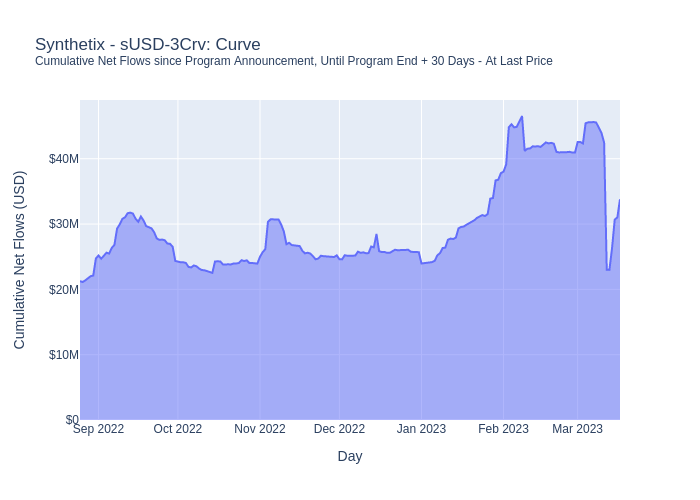 Synthetix - sUSD-3Crv: Curve
Cumulative Net Flows since Program Announcement, Until Program End + 30 Days - At Last Price
Cumulative Net Flows (USD)
$40M
$30M
$20M
$10M
$0
Sep 2022 Oct 2022 Nov 2022 Dec 2022 Jan 2023 Feb 2023 Mar 2023
Day